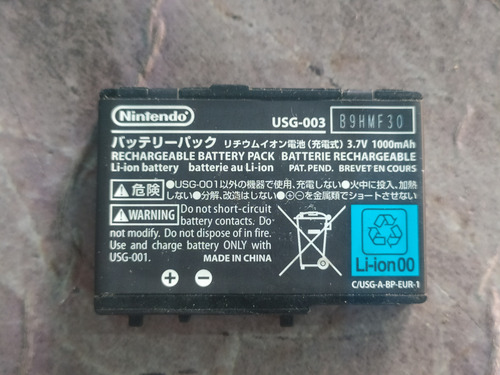 Nintendo
USG-003 B9HMF30
バッテリーパック リチウムイオン電池(充電式) 3.7V 1000mAh
RECHARGEABLE BATTERY PACK BATTERIE RECHARGEABLE
Li-ion battery batterie au Li-ion PAT. PEND. BREVET EN COURS
危険 ●USG-001以外の機器で使用、充電しない●火中に投入、加熱
しない●分解、改造はしない●⊕⊖を金属類でショートさせない
WARNING Do not short-circuit
battery contacts. Do-
not modify. Do not dispose of in fire.
Use and charge battery ONLY with
USG-001.
MADE IN CHINA
Li-ion00
C/USG-A-BP-EUR-1